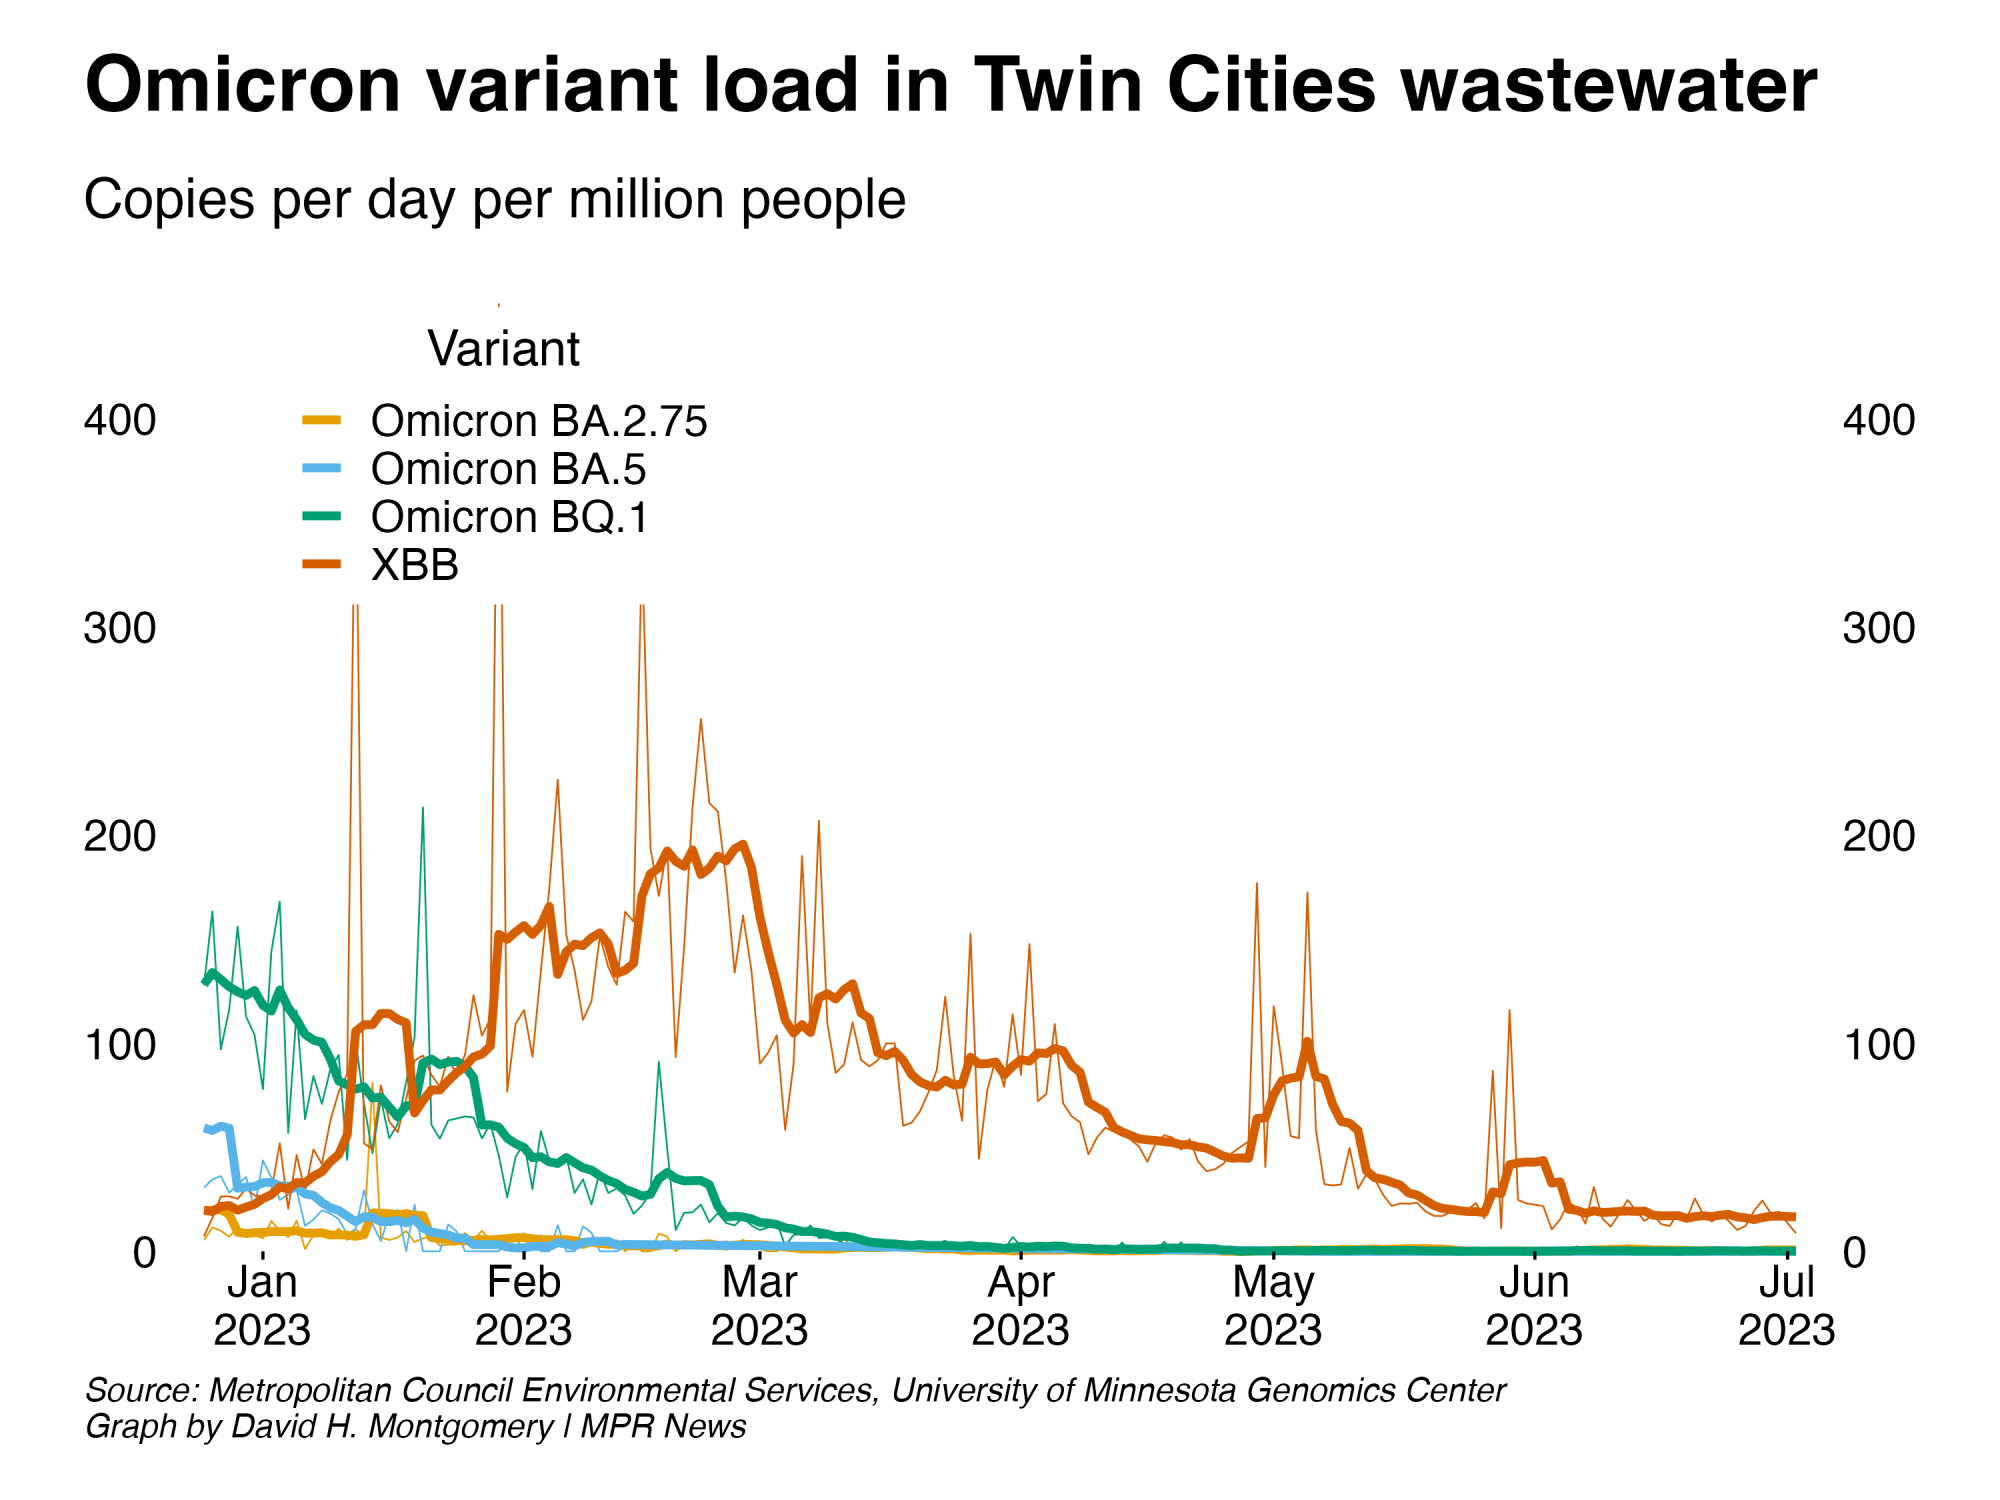 Omicron variant load in Twin Cities wastewater
Copies per day per million people
Variant
Omicron BA.2.75
Omicron BA.5
Omicron BQ.1
XBB
400
300
200
100
0
400
300
200
100
0
Jan
2023
Feb
2023
Mar
2023
Apr
2023
May
2023
Jun
2023
Jul
2023
Source: Metropolitan Council Environmental Services, University of Minnesota Genomics Center
Graph by David H. Montgomery | MPR News